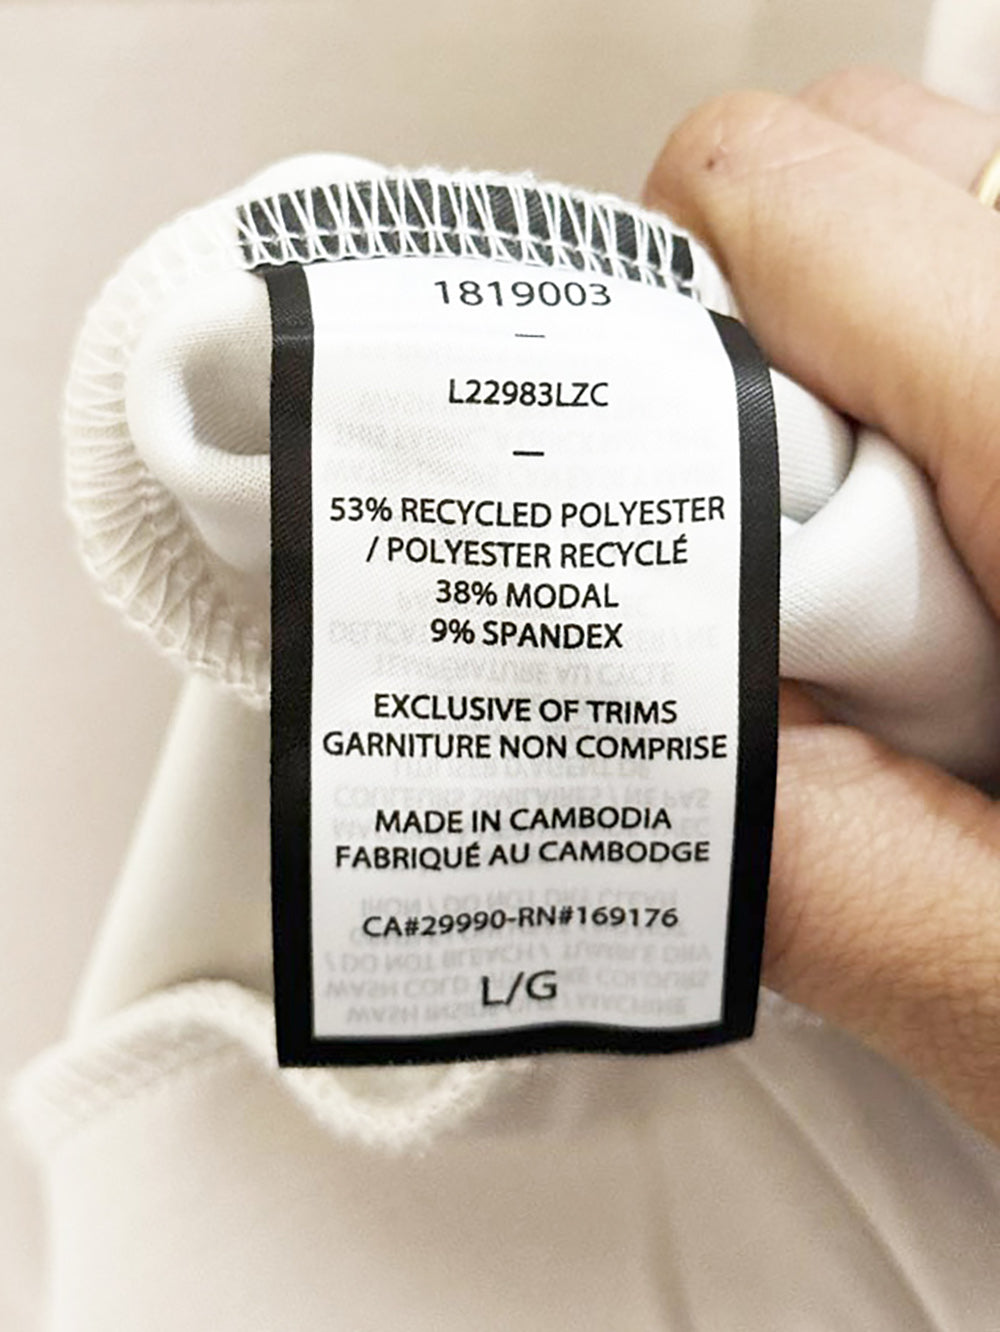 1819003
—
L22983LZC
—
53% RECYCLED POLYESTER
/ POLYESTER RECYCLÉ
38% MODAL
9% SPANDEX
EXCLUSIVE OF TRIMS
GARNITURE NON COMPRISE
MADE IN CAMBODIA
FABRIQUÉ AU CAMBODGE
CA#29990-RN#169176
L/G